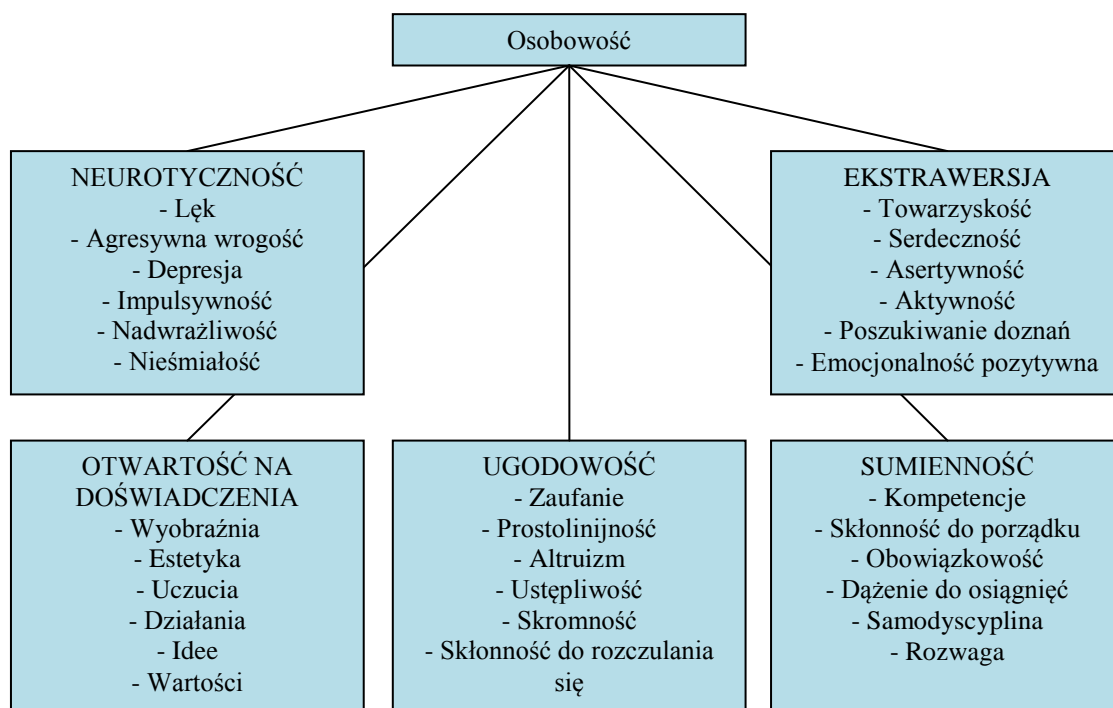 Osobowość
NEUROTYCZNOŚĆ
- Lęk
- Agresywna wrogość
- Depresja
- Impulsywność
- Nadwrażliwość
- Nieśmiałość
EKSTRAWERSJA
- Towarzyskość
- Serdeczność
- Asertywność
- Aktywność
- Poszukiwanie doznań
- Emocjonalność pozytywna
OTWARTOŚĆ NA
DOŚWIADCZENIA
- Wyobraźnia
- Estetyka
- Uczucia
- Działania
- Idee
- Wartości
UGODOWOŚĆ
- Zaufanie
- Prostolinijność
- Altruizm
- Ustępliwość
- Skromność
- Skłonność do rozczulania
się
SUMIENNOŚĆ
- Kompetencje
- Skłonność do porządku
- Obowiązkowość
- Dążenie do osiągnięć
- Samodyscyplina
- Rozwaga